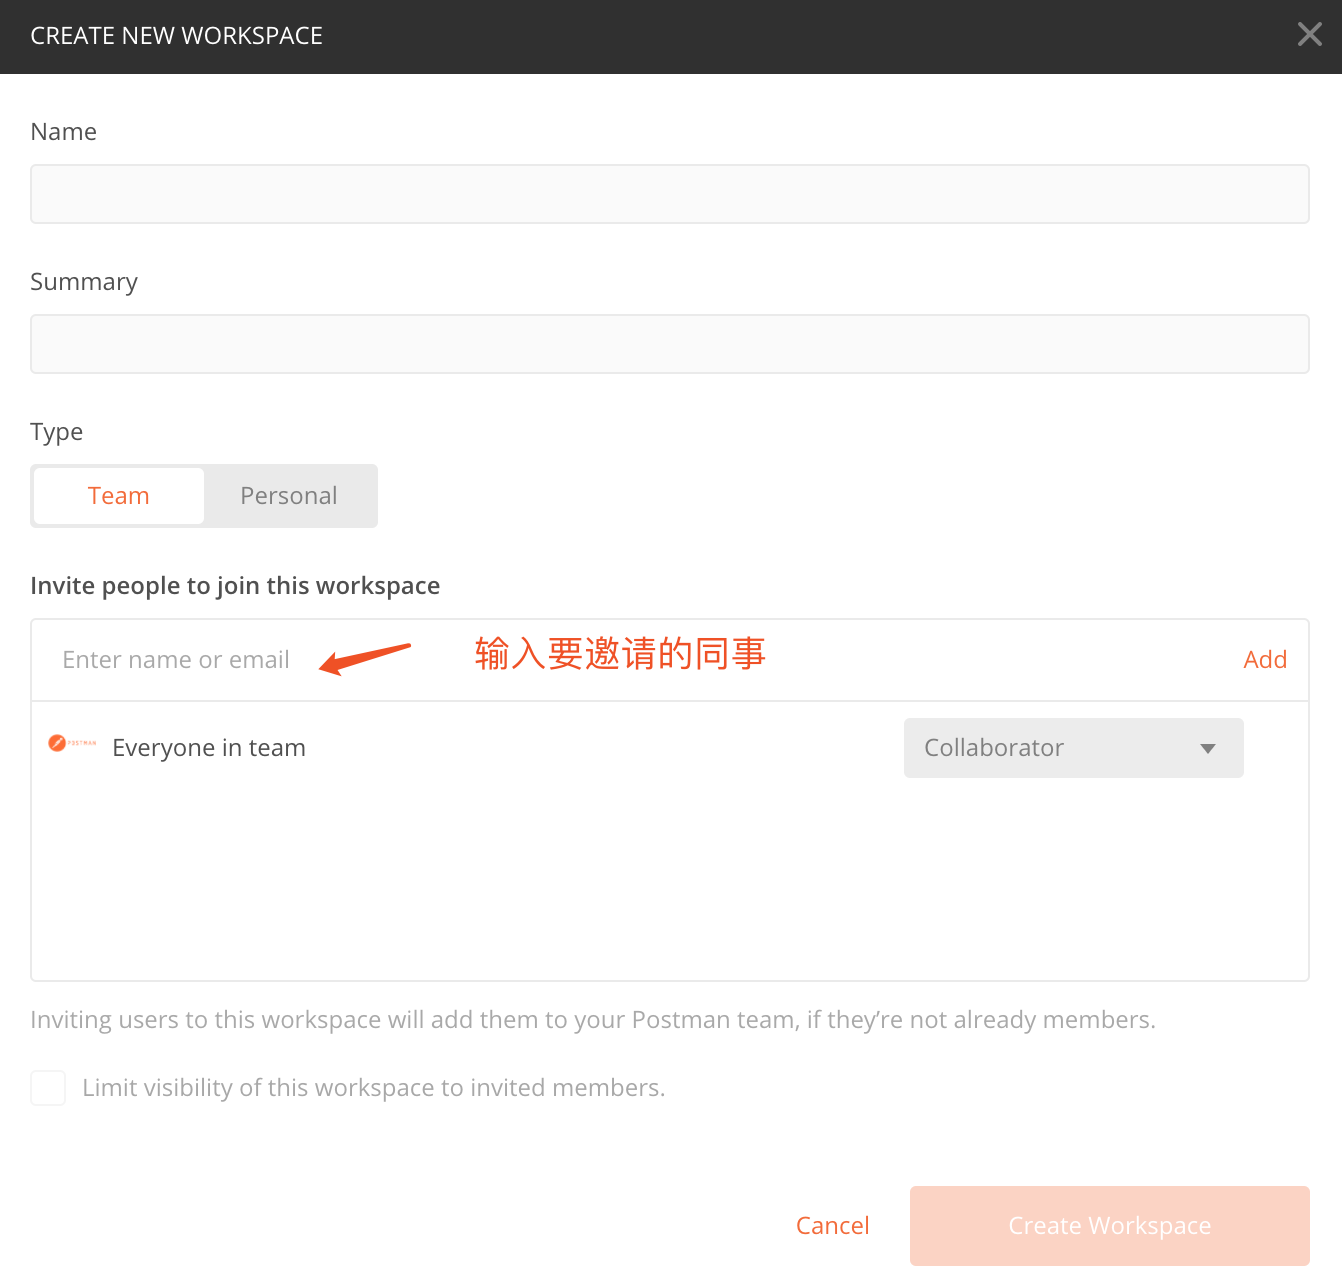 CREATE NEW WORKSPACE
Name
Summary
Type
Team Personal
Invite people to join this workspace
Enter name or email 输入要邀请的同事 Add
POSTMAN Everyone in team Collaborator
Inviting users to this workspace will add them to your Postman team, if they’re not already members.
Limit visibility of this workspace to invited members.
Cancel Create Workspace